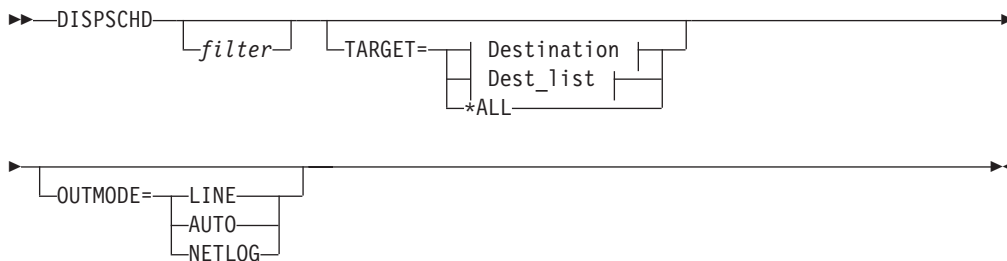 DISPSCHD
filter
TARGET=
Destination
Dest_list
*ALL
OUTMODE=
LINE
AUTO
NETLOG